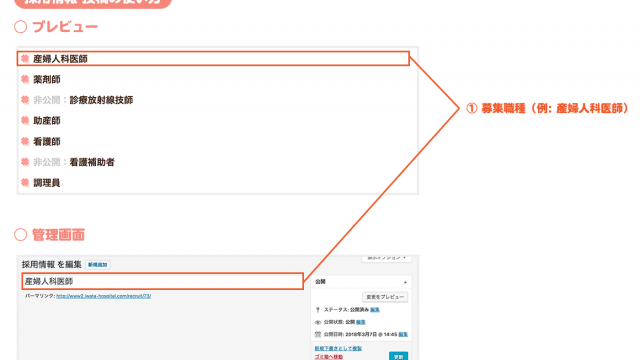 採用情報 投稿の使い方
○ プレビュー
産婦人科医師
薬剤師
非公開：診療放射線技師
助産師
看護師
非公開：看護補助者
調理員
① 募集職種（例: 産婦人科医師）
○ 管理画面
表示オプション ▼
採用情報 を編集 新規追加
産婦人科医師
パーマリンク: http://www2.iwata-hospital.com/recruit/73/
公開
変更をプレビュー
ステータス: 公開済み 編集
公開状態: 公開 編集
公開日時: 2018年3月7日 @ 14:45 編集
新規下書きとして複製
ゴミ箱へ移動
更新